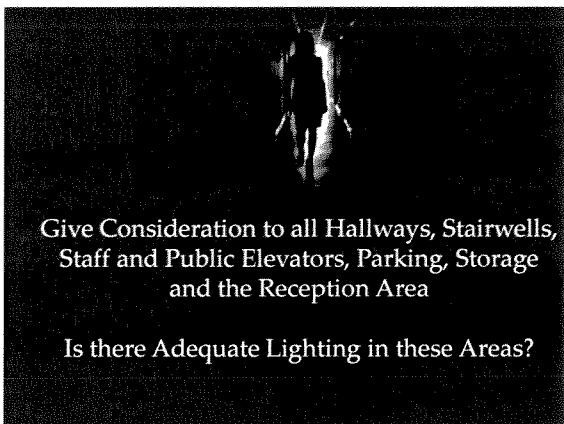 Give Consideration to all Hallways, Stairwells,
Staff and Public Elevators, Parking, Storage
and the Reception Area
Is there Adequate Lighting in these Areas?